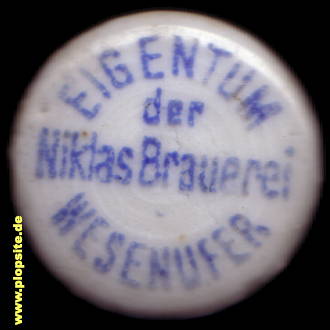 EIGENTUM
der
Niklas Brauerei
WESENUFER
www.plopsite.de